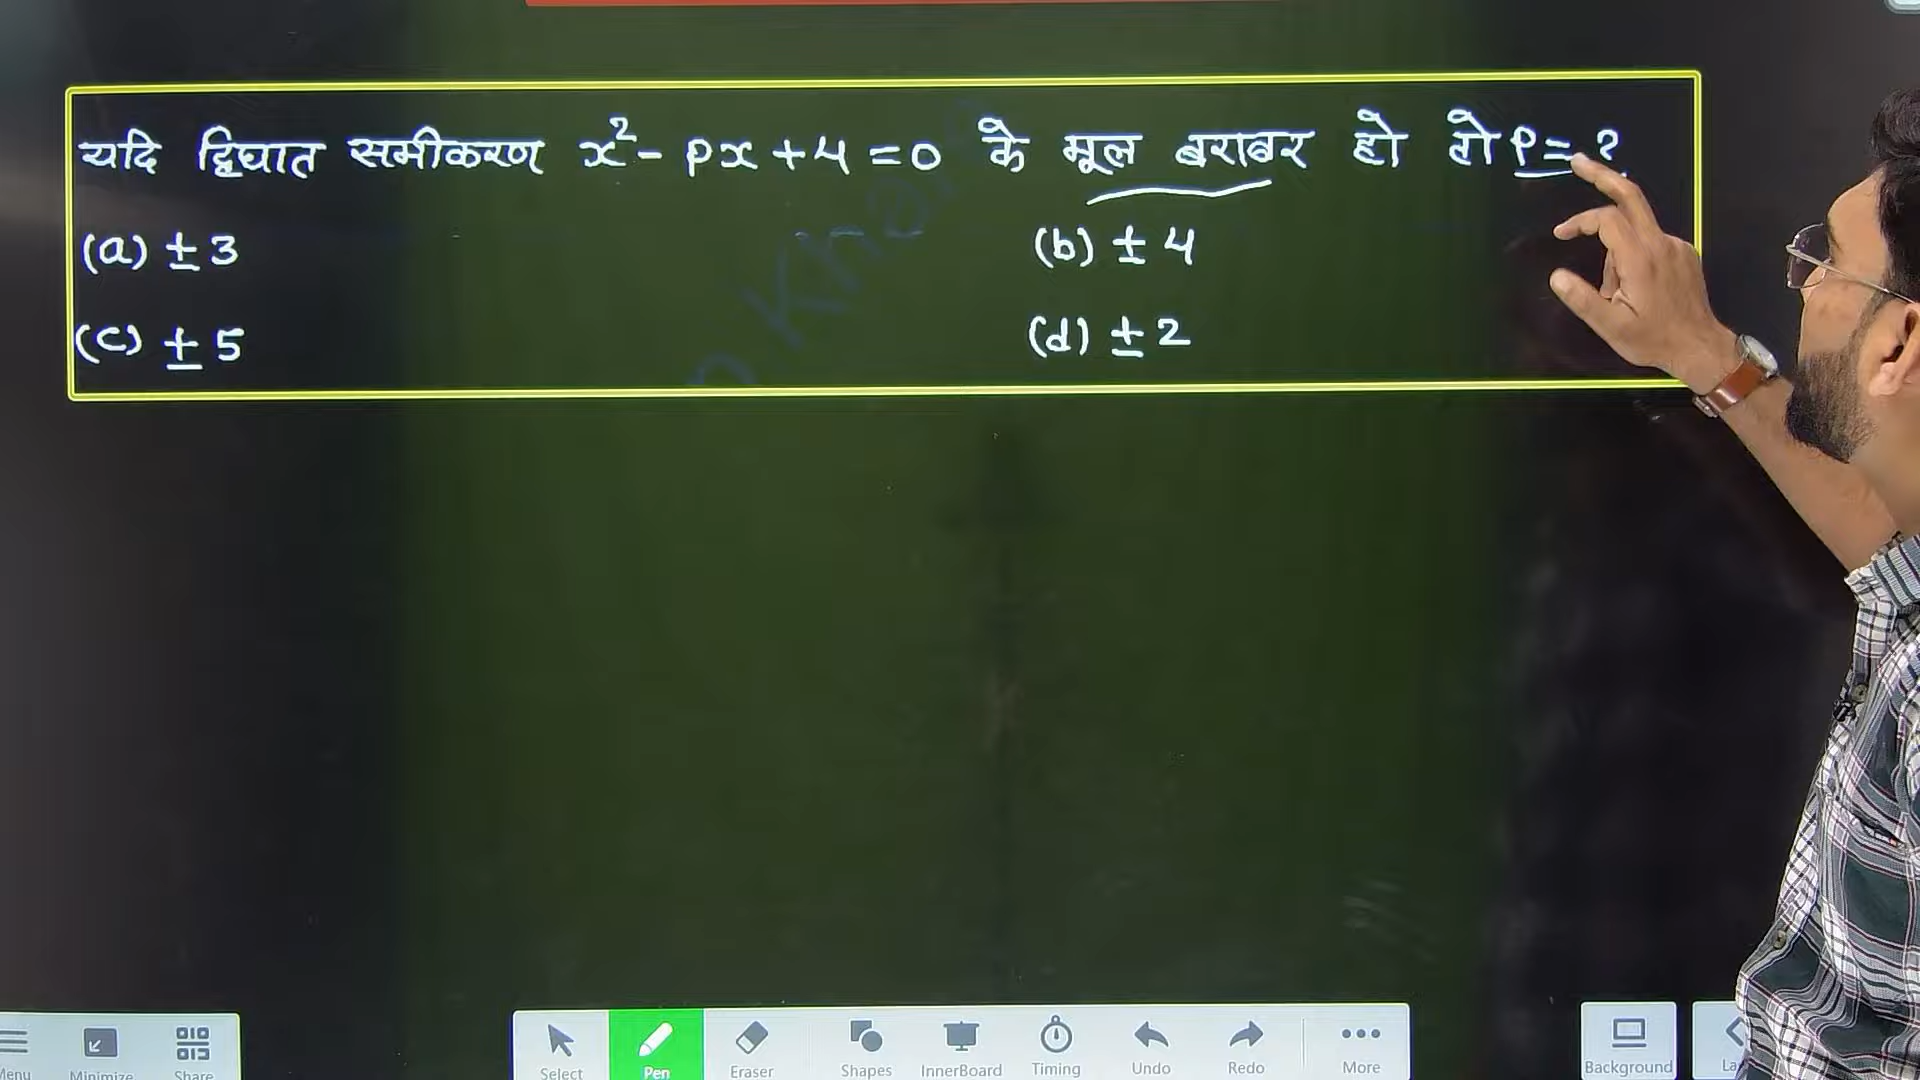 यदि द्विघात समीकरण x² - px + 4 = 0 के मूल बराबर हो तो P = ?
(a) ± 3
(b) ± 4
(c) ± 5
(d) ± 2
Menu Minimize Share Select Pen Eraser Shapes InnerBoard Timing Undo Redo More Background